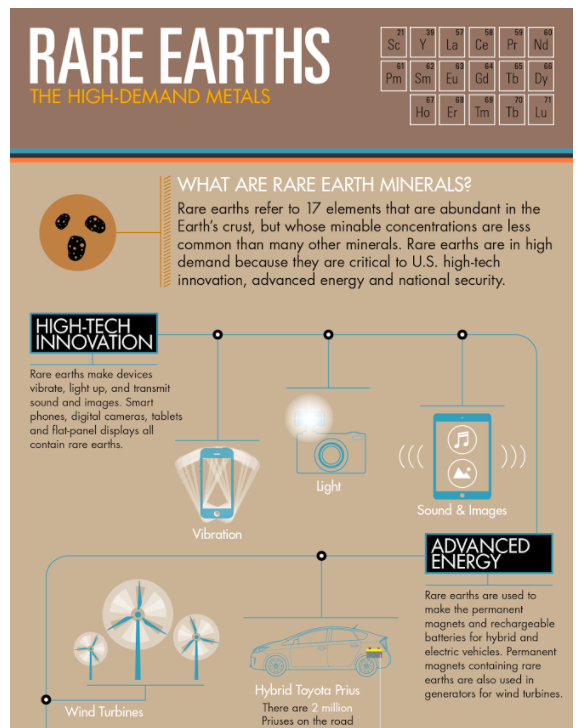 RARE EARTHS
THE HIGH-DEMAND METALS
21 39 57 58 59 60
Sc Y La Ce Pr Nd
61 62 63 64 65 66
Pm Sm Eu Gd Tb Dy
67 68 69 70 71
Ho Er Tm Tb Lu
WHAT ARE RARE EARTH MINERALS?
Rare earths refer to 17 elements that are abundant in the
Earth's crust, but whose minable concentrations are less
common than many other minerals. Rare earths are in high
demand because they are critical to U.S. high-tech
innovation, advanced energy and national security.
HIGH-TECH
INNOVATION
Rare earths make devices
vibrate, light up, and transmit
sound and images. Smart
phones, digital cameras, tablets
and flat-panel displays all
contain rare earths.
Vibration
Light
Sound & Images
ADVANCED
ENERGY
Rare earths are used to
make the permanent
magnets and rechargeable
batteries for hybrid and
electric vehicles. Permanent
magnets containing rare
earths are also used in
generators for wind turbines.
Wind Turbines
Hybrid Toyota Prius
There are 2 million
Priuses on the road